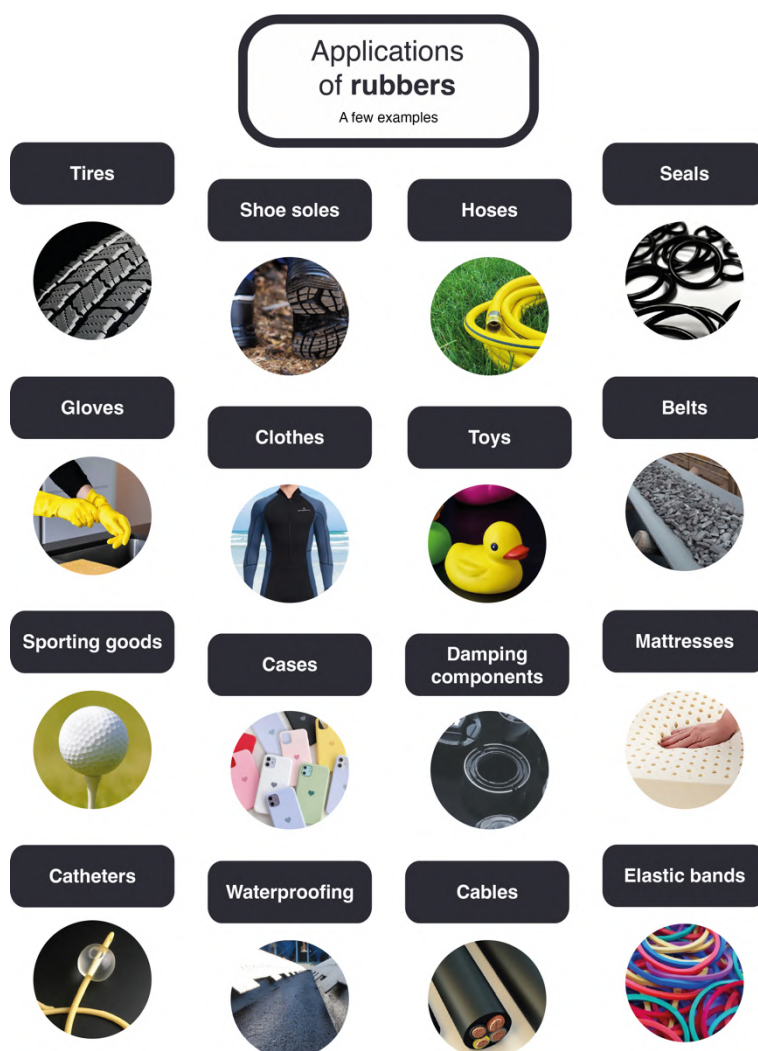 Applications
of rubbers
A few examples
Tires
Shoe soles
Hoses
Seals
Gloves
Clothes
Toys
Belts
Sporting goods
Cases
Damping
components
Mattresses
Catheters
Waterproofing
Cables
Elastic bands